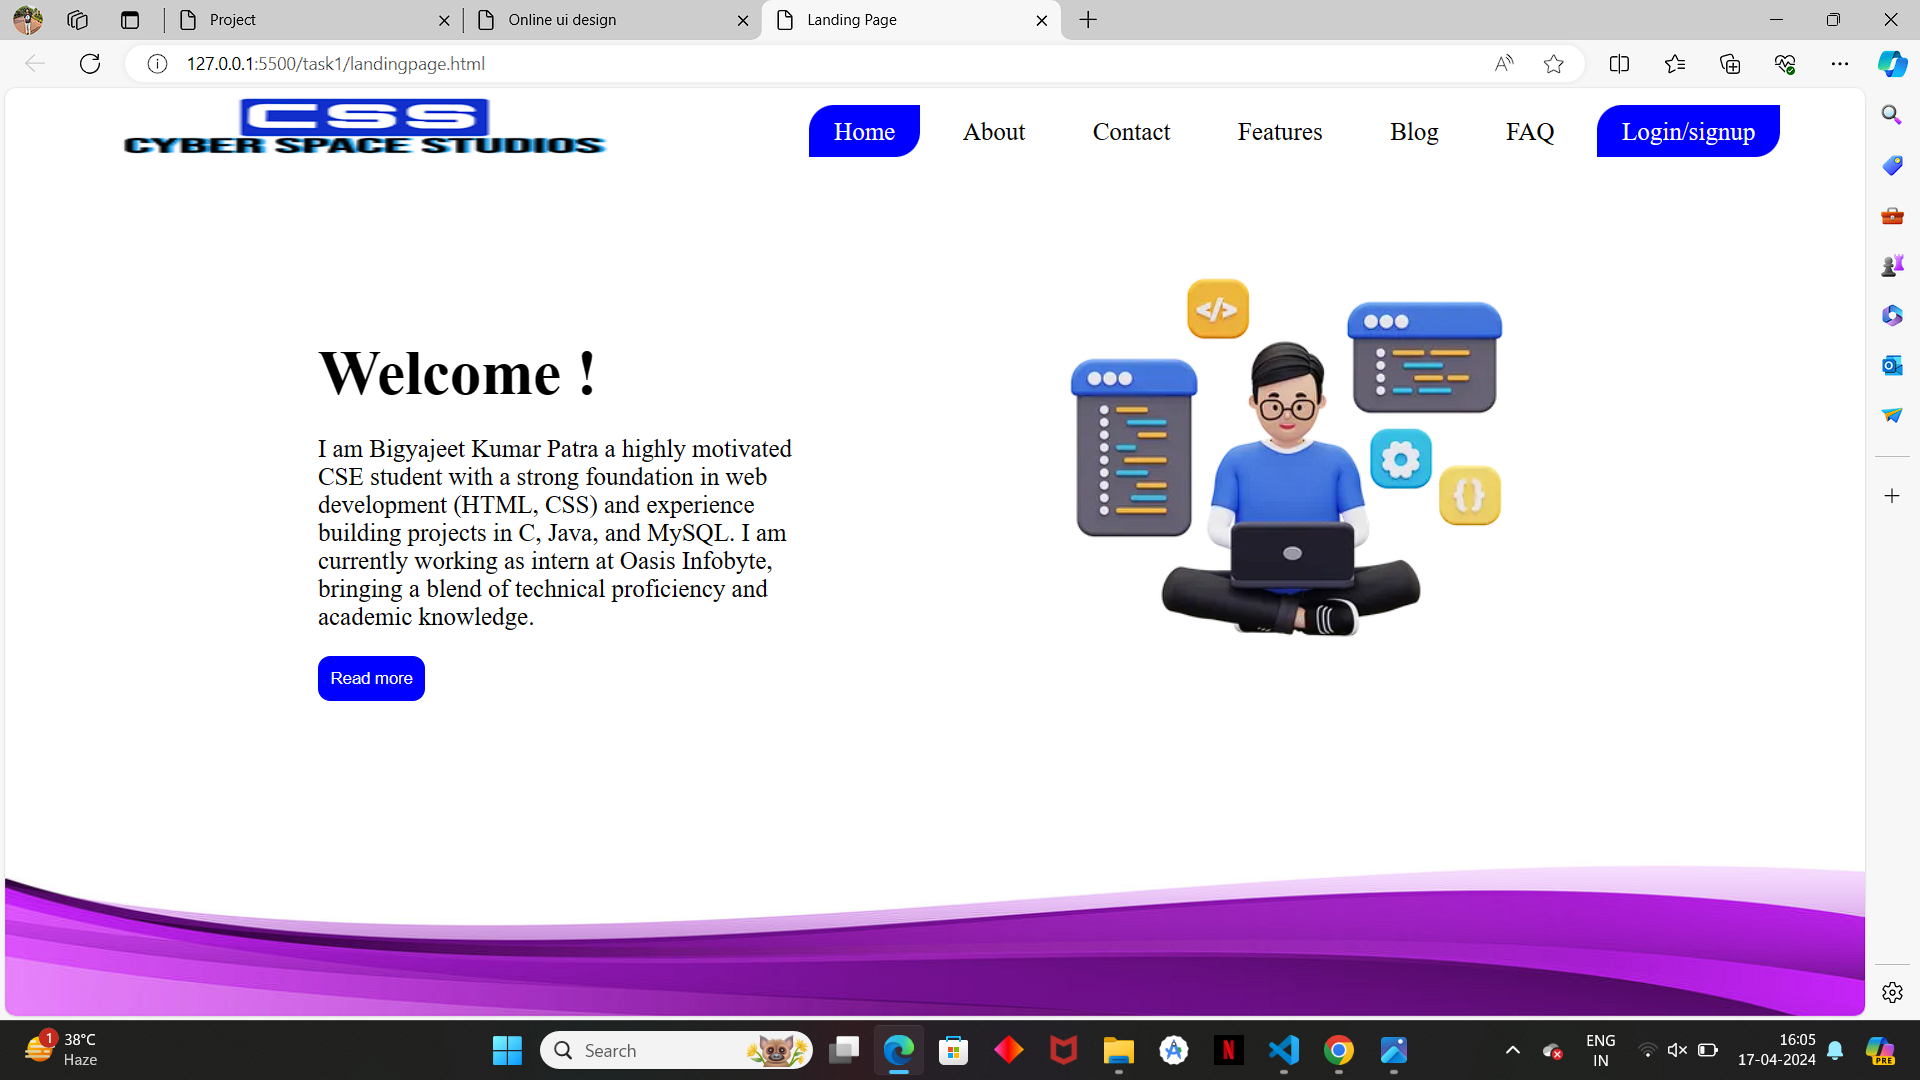 Project
Online ui design
Landing Page
127.0.0.1:5500/task1/landingpage.html
CSS
CYBER SPACE STUDIOS
Home
About
Contact
Features
Blog
FAQ
Login/signup
</>
Welcome !
I am Bigyajeet Kumar Patra a highly motivated
CSE student with a strong foundation in web
development (HTML, CSS) and experience
building projects in C, Java, and MySQL. I am
currently working as intern at Oasis Infobyte,
bringing a blend of technical proficiency and
academic knowledge.
{}
Read more
1
38°C
Haze
Search
N
ENG
IN
16:05
17-04-2024
PRE